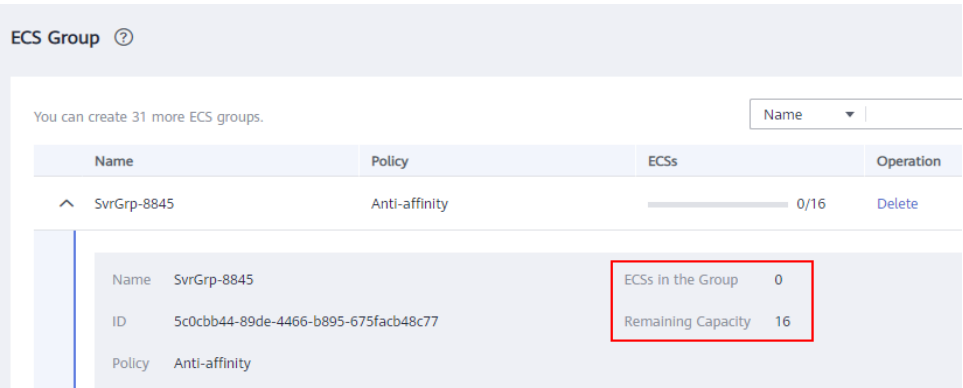 ECS Group ?
You can create 31 more ECS groups.
Name
Name Policy ECSs Operation
SvrGrp-8845 Anti-affinity 0/16 Delete
Name SvrGrp-8845 ECSs in the Group 0
ID 5c0cbb44-89de-4466-b895-675facb48c77 Remaining Capacity 16
Policy Anti-affinity